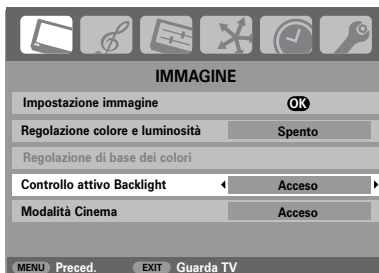 IMMAGINE
Impostazione immagine OK
Regolazione colore e luminosità Spento
Regolazione di base dei colori
Controllo attivo Backlight Acceso
Modalità Cinema Acceso
MENU Preced. EXIT Guarda TV